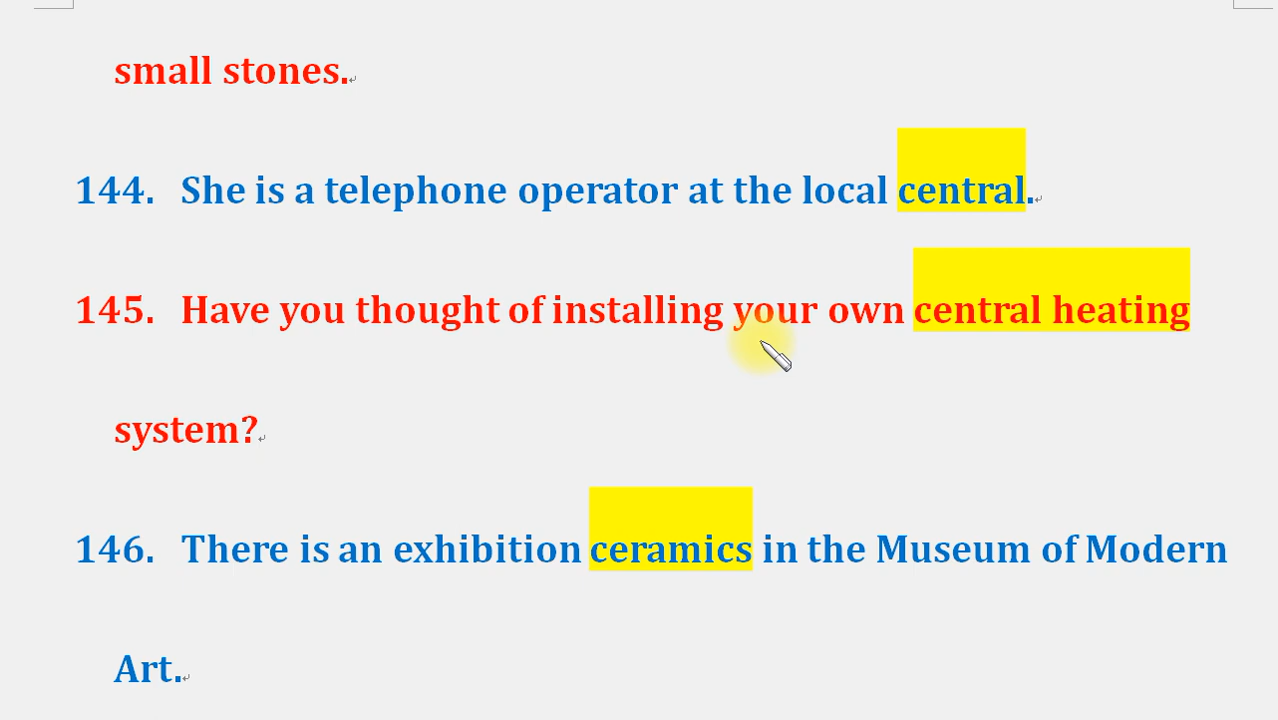 small stones.
144. She is a telephone operator at the local central.
145. Have you thought of installing your own central heating
system?
146. There is an exhibition ceramics in the Museum of Modern
Art.